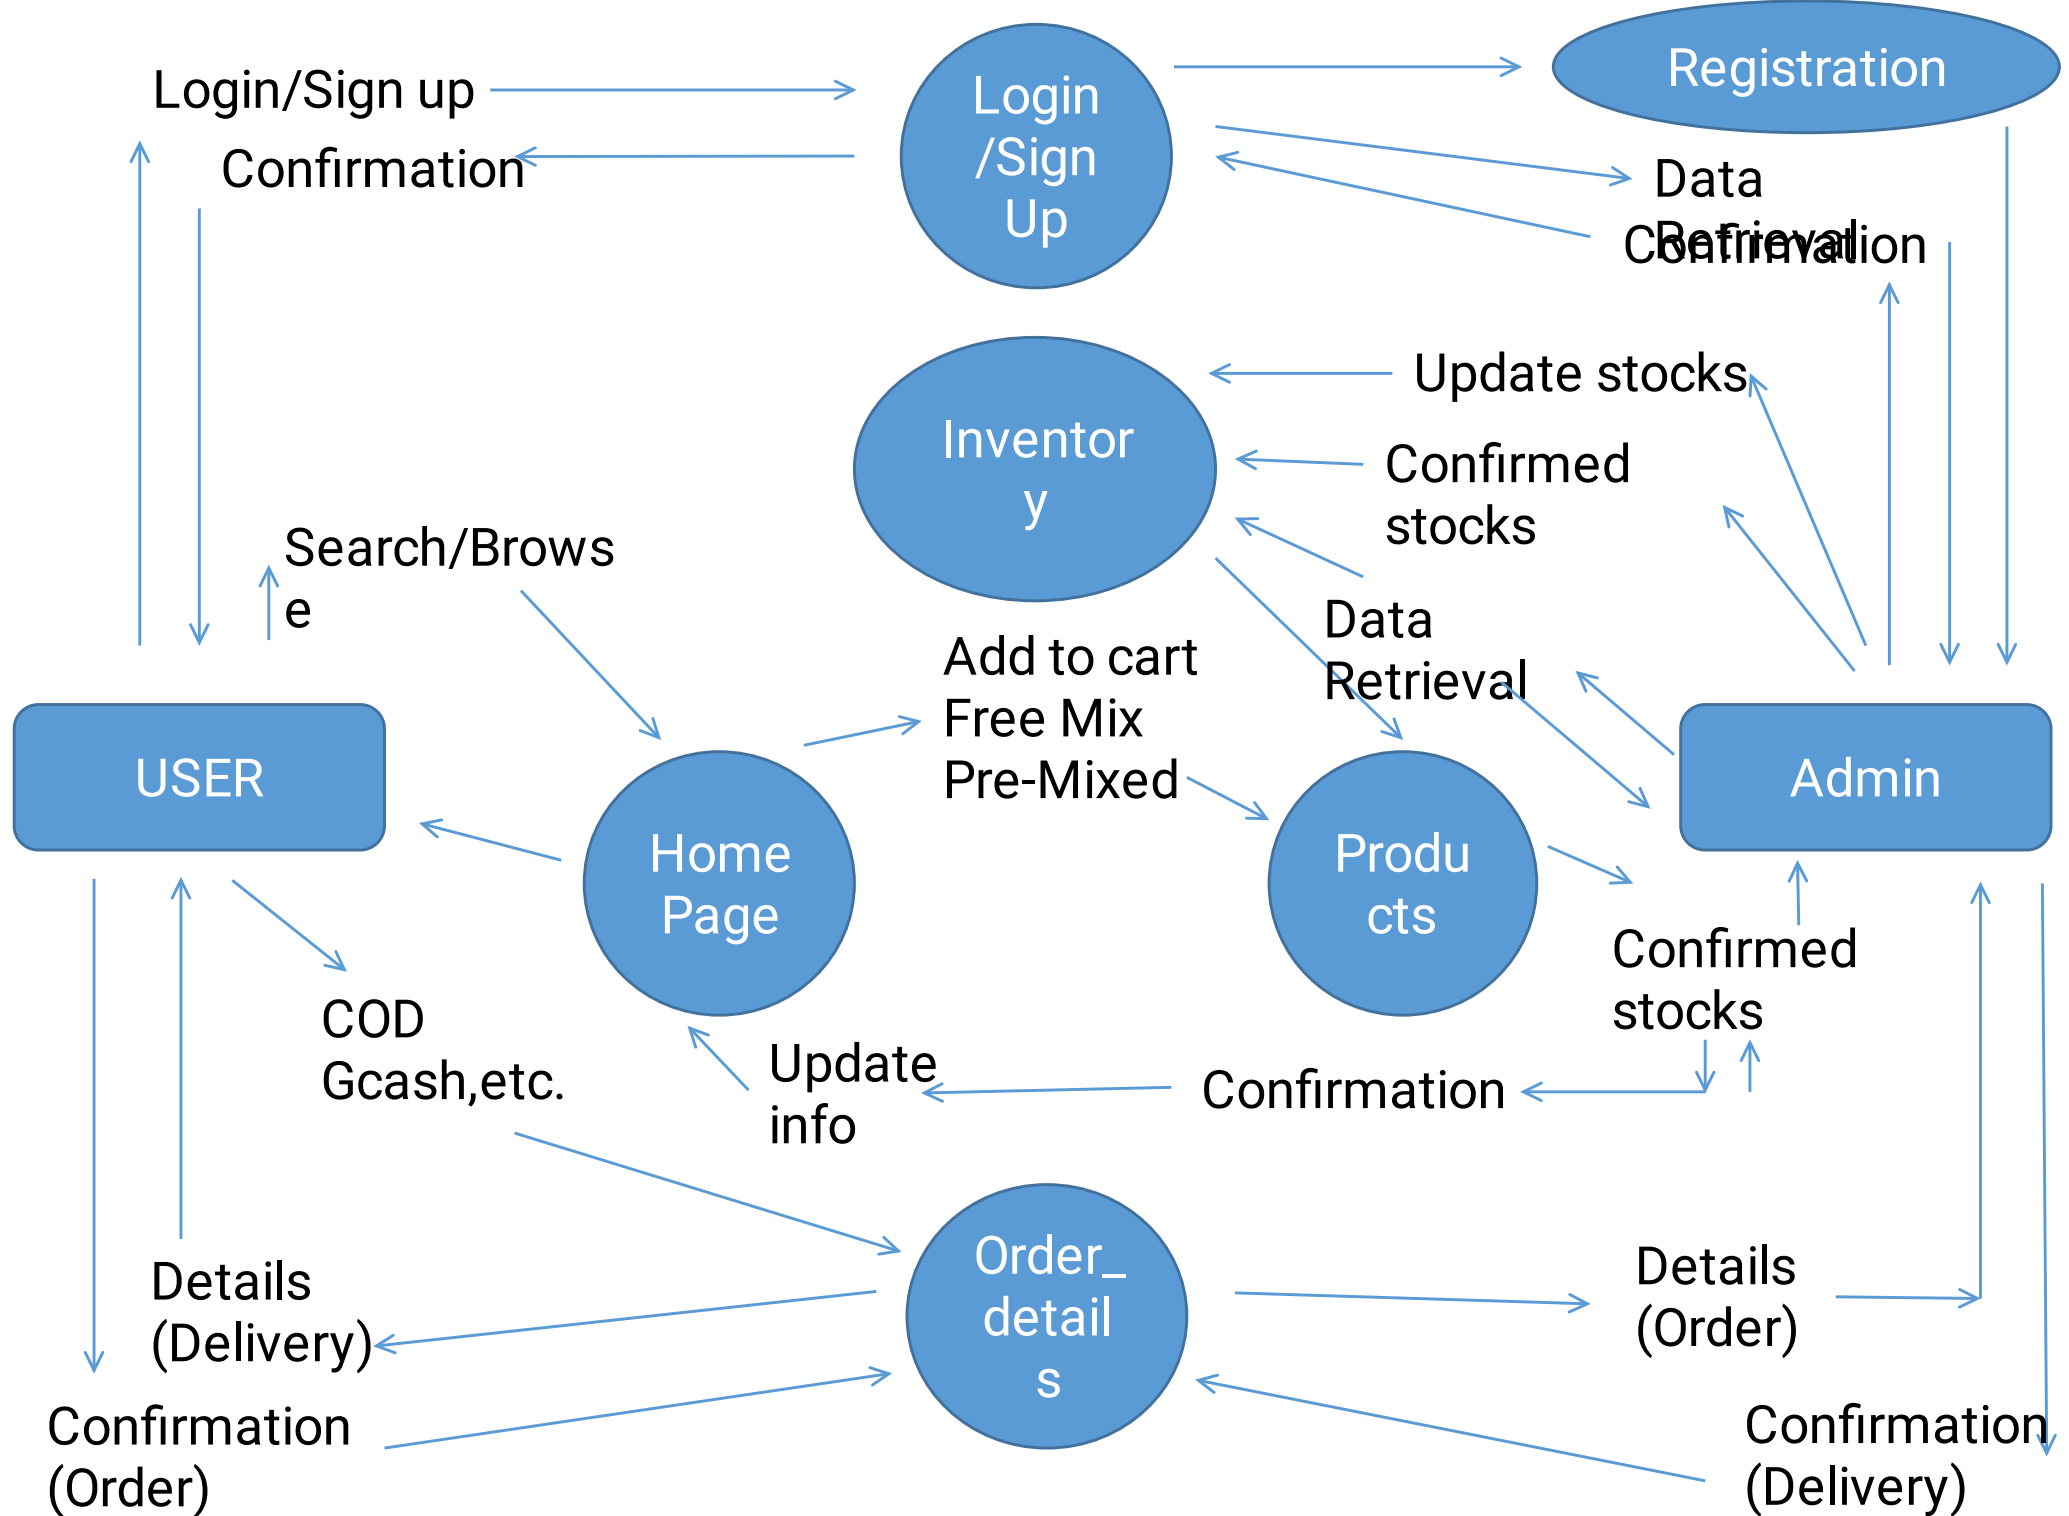 Registration
Login/Sign up
Login
/Sign
Up
Confirmation
Data
Retrieval
Confirmation
Update stocks
Inventor
y
Confirmed
stocks
Search/Brows
e
Data
Retrieval
Add to cart
Free Mix
Pre-Mixed
USER
Admin
Home
Page
Produ
cts
Confirmed
stocks
COD
Gcash,etc.
Update
info
Confirmation
Order_
detail
s
Details
(Delivery)
Details
(Order)
Confirmation
(Order)
Confirmation
(Delivery)